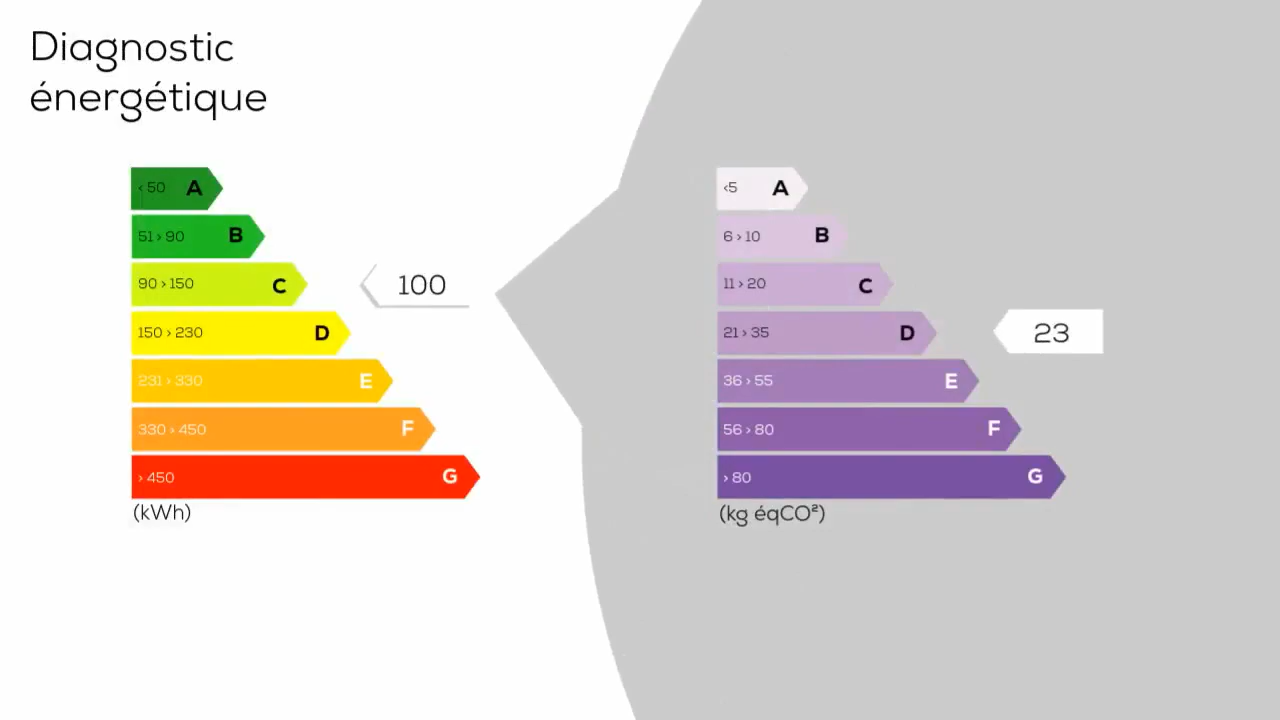 Diagnostic
énergétique
< 50 A
51 > 90 B
90 > 150 C
100
150 > 230 D
231 > 330 E
330 > 450 F
> 450 G
(kWh)
<5 A
6 > 10 B
11 > 20 C
21 > 35 D
23
36 > 55 E
56 > 80 F
> 80 G
(kg éqCO²)